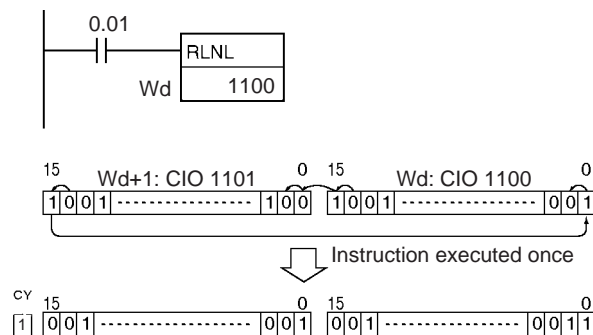 0.01
RLNL
Wd 1100
15 Wd+1: CIO 1101 0 15 Wd: CIO 1100 0
1 0 0 1 1 0 0 1 0 0 1 0 0 1
Instruction executed once
CY 15 0 15 0
1 0 0 1 0 0 1 0 0 1 0 0 1 1